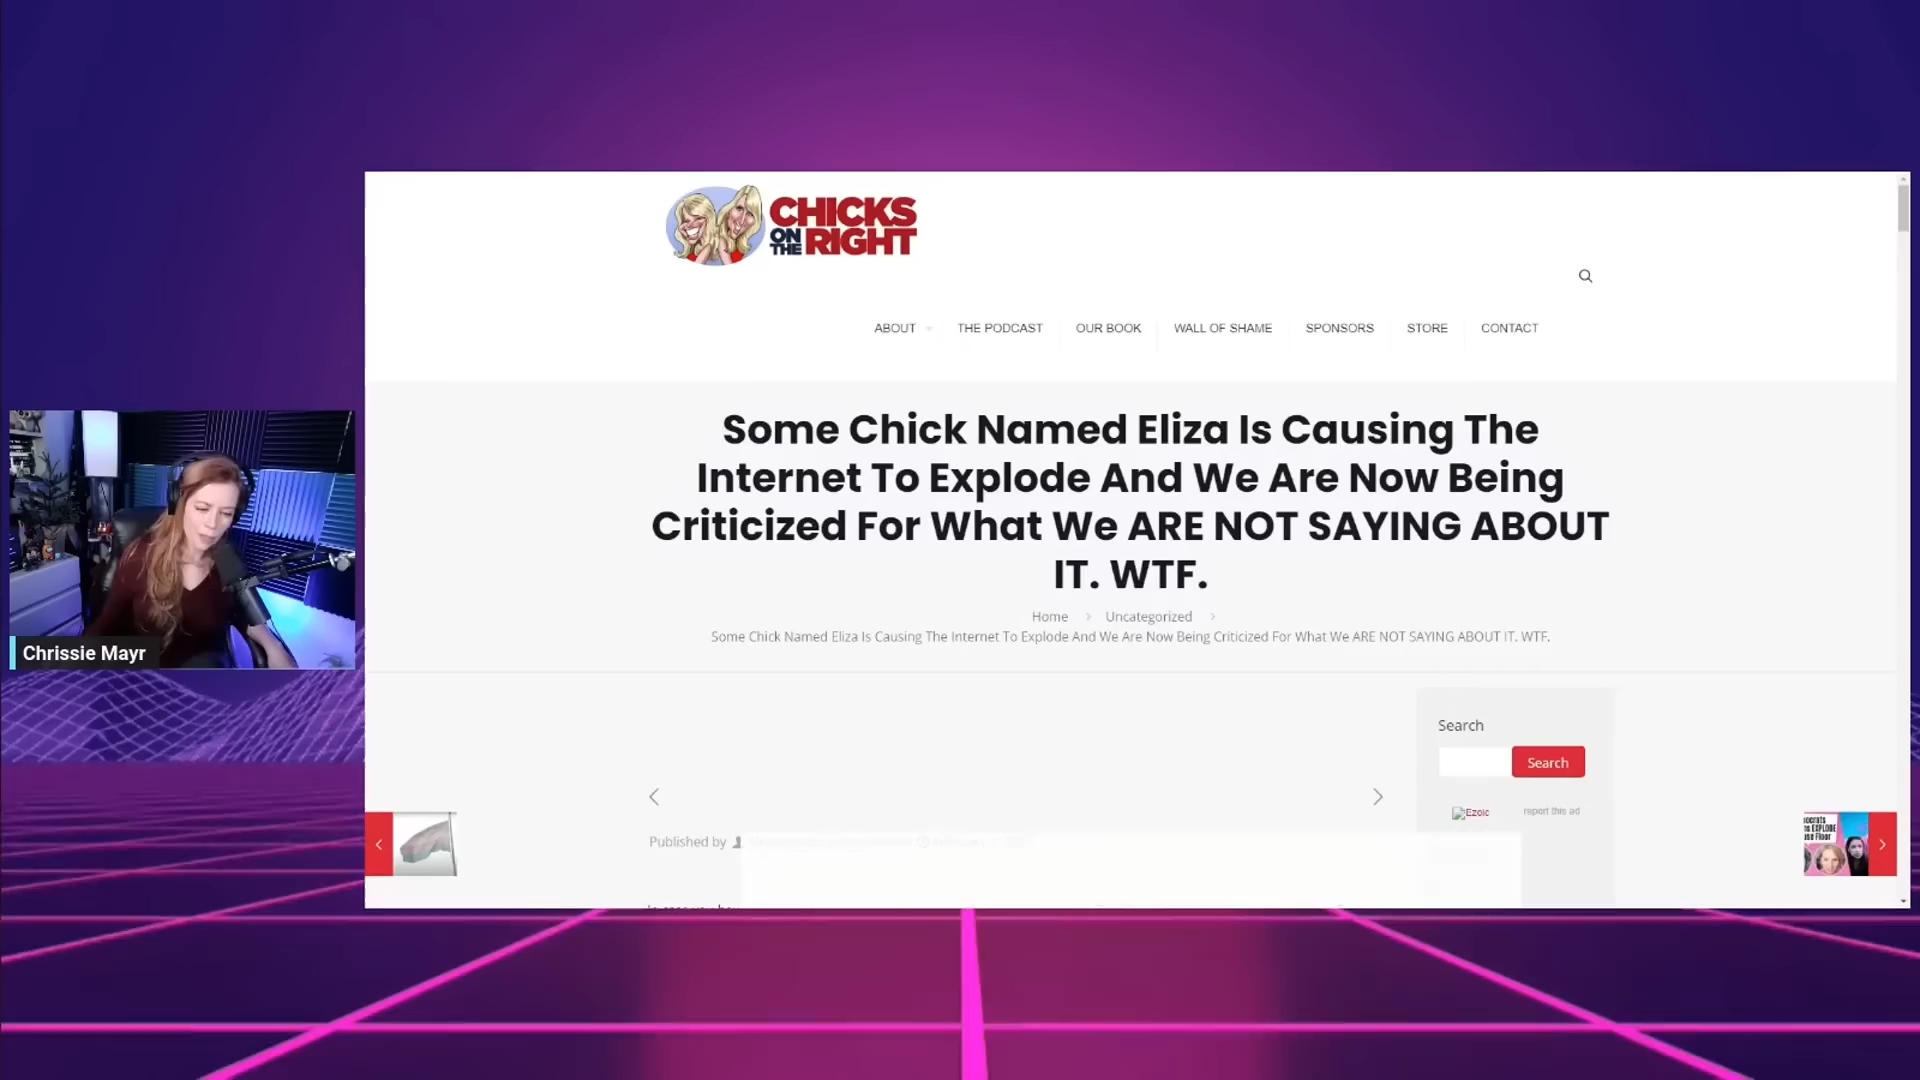 CHICKS
ON THE RIGHT
ABOUT
THE PODCAST
OUR BOOK
WALL OF SHAME
SPONSORS
STORE
CONTACT
Some Chick Named Eliza Is Causing The
Internet To Explode And We Are Now Being
Criticized For What We ARE NOT SAYING ABOUT
IT. WTF.
Home
Uncategorized
Some Chick Named Eliza Is Causing The Internet To Explode And We Are Now Being Criticized For What We ARE NOT SAYING ABOUT IT. WTF.
Chrissie Mayr
Search
Search
Ezoic
report this ad
Published by
EXPLODE